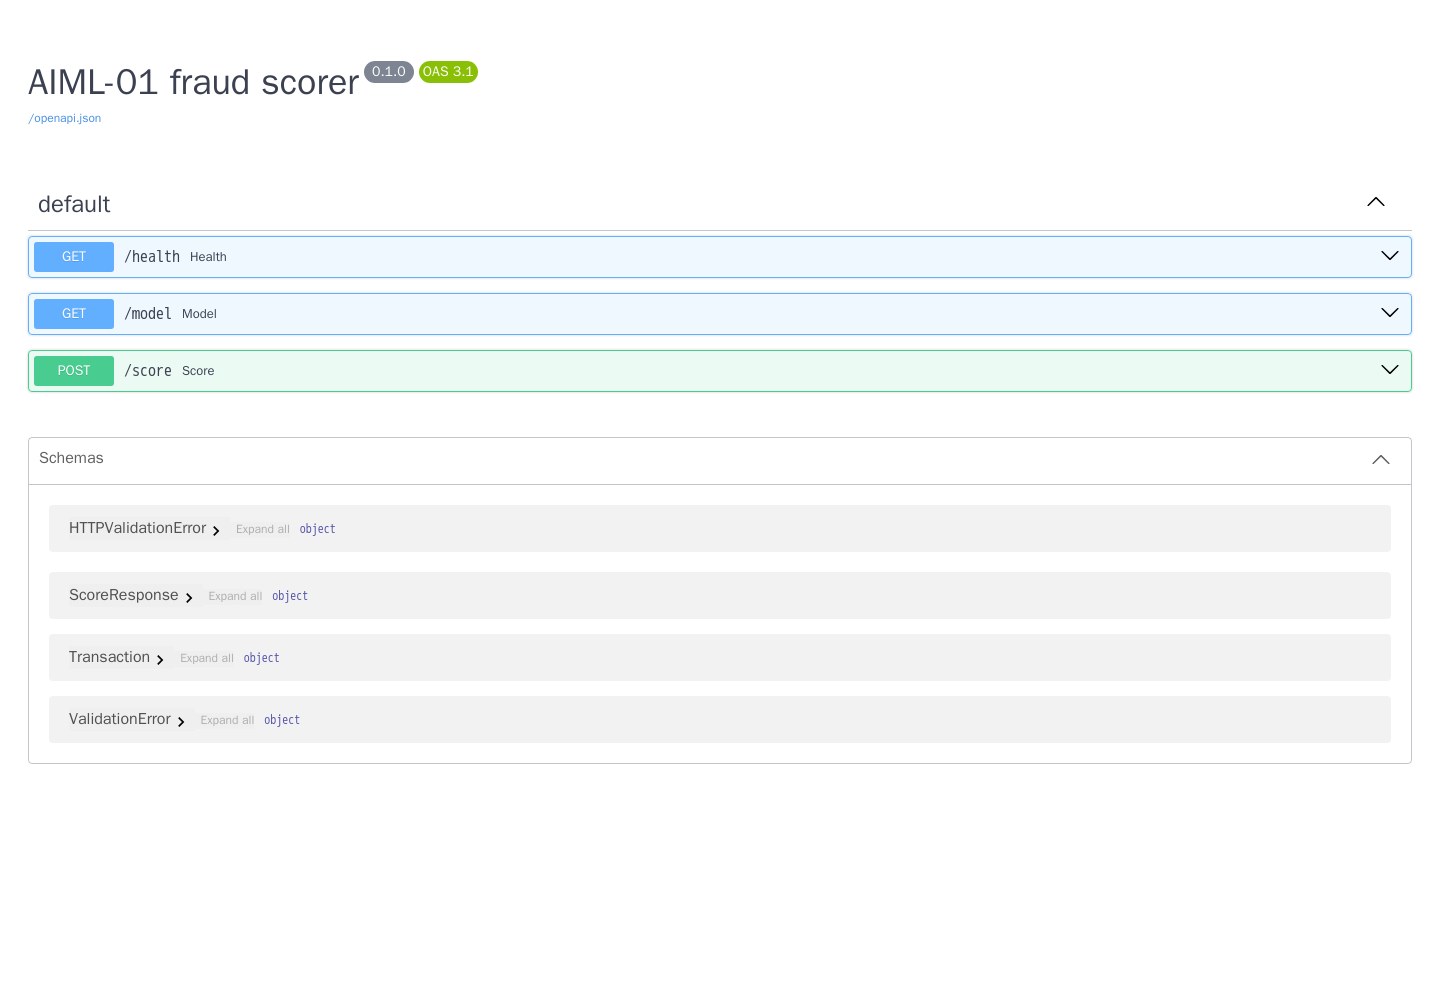 AIML-01 fraud scorer 0.1.0 OAS 3.1
/openapi.json
default
GET /health Health
GET /model Model
POST /score Score
Schemas
HTTPValidationError Expand all object
ScoreResponse Expand all object
Transaction Expand all object
ValidationError Expand all object